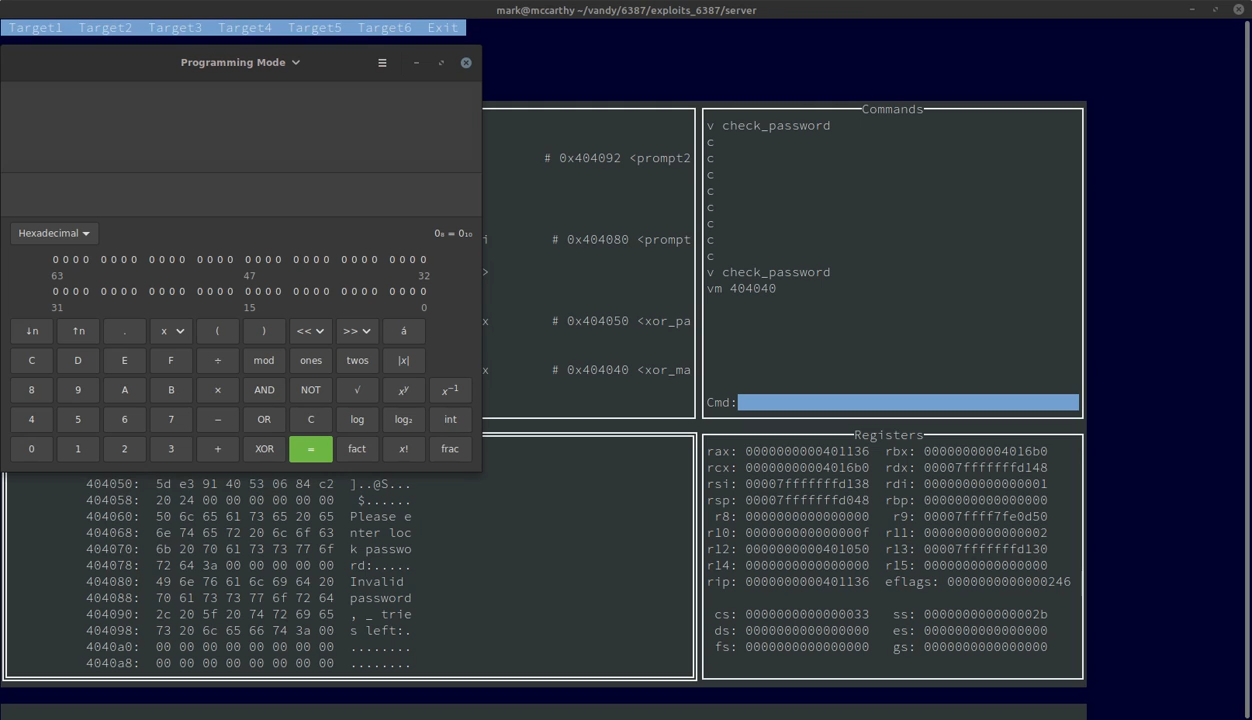 mark@mccarthy ~/vandy/6387/exploits_6387/server
Target1 Target2 Target3 Target4 Target5 Target6 Exit
Programming Mode
Hexadecimal
0₈ = 0₁₀
0000 0000 0000 0000 0000 0000 0000 0000
63 47 32
0000 0000 0000 0000 0000 0000 0000 0000
31 15 0
↓n ↑n . x ( ) << >> á
C D E F ÷ mod ones twos |x|
8 9 A B × AND NOT √ xʸ x⁻¹
4 5 6 7 − OR C log log₂ int
0 1 2 3 + XOR = fact x! frac
# 0x404092 <prompt2
i # 0x404080 <prompt
>
x # 0x404050 <xor_pa
x # 0x404040 <xor_ma
Commands
v check_password
c
c
c
c
c
c
c
c
v check_password
vm 404040
Cmd:
404050: 5d e3 91 40 53 06 84 c2 ]..@S...
404058: 20 24 00 00 00 00 00 00 $......
404060: 50 6c 65 61 73 65 20 65 Please e
404068: 6e 74 65 72 20 6c 6f 63 nter loc
404070: 6b 20 70 61 73 73 77 6f k passwo
404078: 72 64 3a 00 00 00 00 00 rd:.....
404080: 49 6e 76 61 6c 69 64 20 Invalid
404088: 70 61 73 73 77 6f 72 64 password
404090: 2c 20 5f 20 74 72 69 65 , _ trie
404098: 73 20 6c 65 66 74 3a 00 s left:.
4040a0: 00 00 00 00 00 00 00 00 ........
4040a8: 00 00 00 00 00 00 00 00 ........
Registers
rax: 0000000000401136 rbx: 00000000004016b0
rcx: 00000000004016b0 rdx: 00007fffffffd148
rsi: 00007fffffffd138 rdi: 0000000000000001
rsp: 00007fffffffd048 rbp: 0000000000000000
r8: 0000000000000000 r9: 00007ffff7fe0d50
r10: 000000000000000f r11: 0000000000000002
r12: 0000000000401050 r13: 00007fffffffd130
r14: 0000000000000000 r15: 0000000000000000
rip: 0000000000401136 eflags: 0000000000000246
cs: 0000000000000033 ss: 000000000000002b
ds: 0000000000000000 es: 0000000000000000
fs: 0000000000000000 gs: 0000000000000000